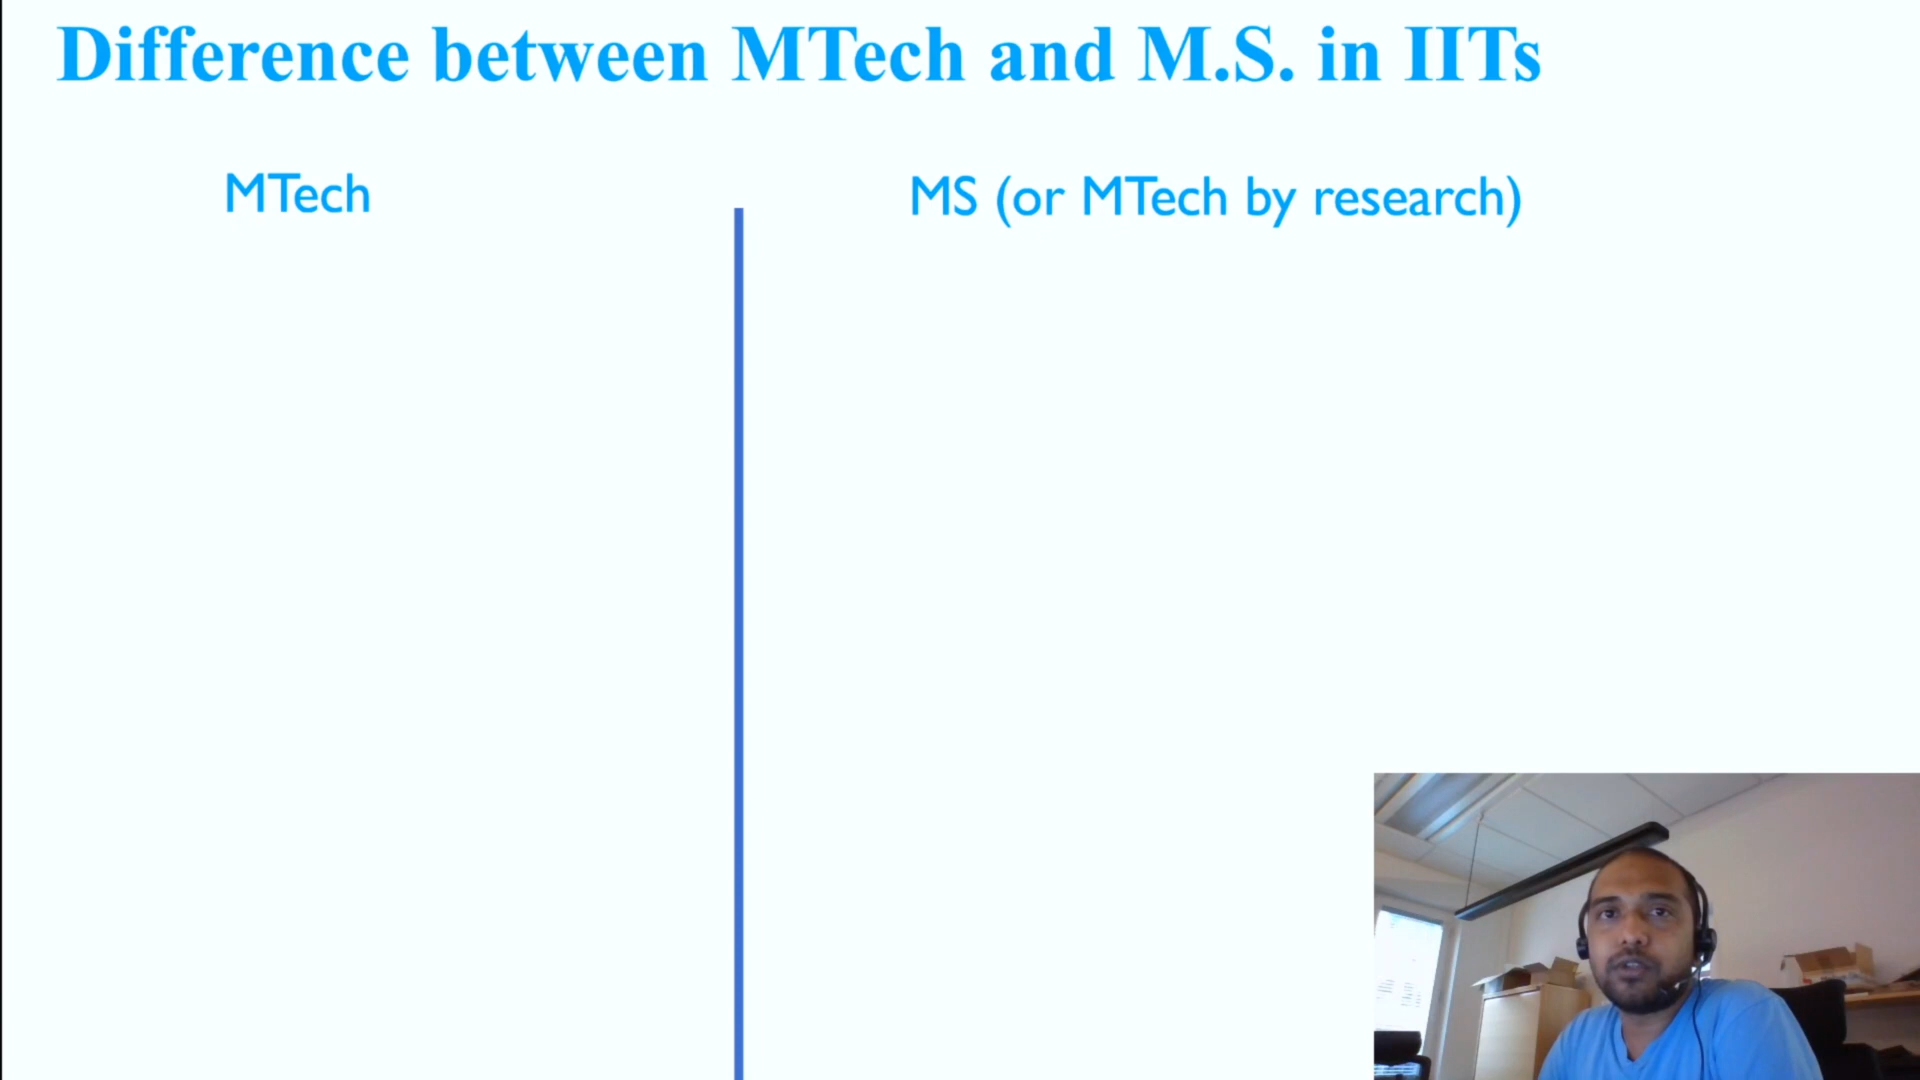 Difference between MTech and M.S. in IITs
MTech
MS (or MTech by research)